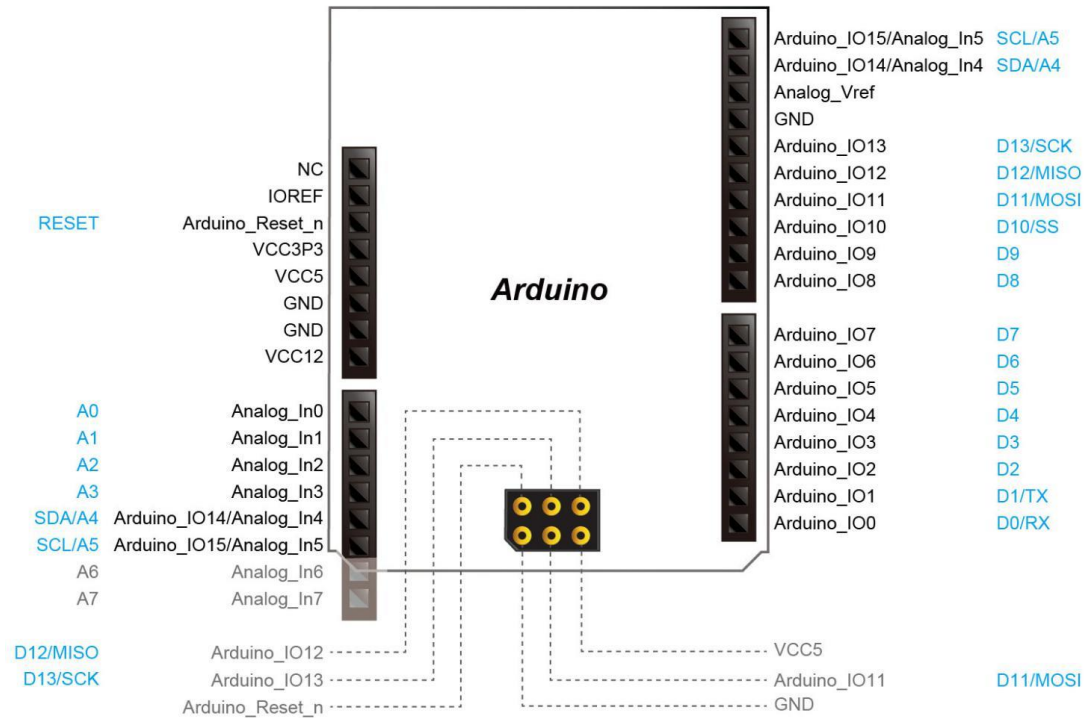 Arduino_IO15/Analog_In5 SCL/A5
Arduino_IO14/Analog_In4 SDA/A4
Analog_Vref
GND
Arduino_IO13 D13/SCK
Arduino_IO12 D12/MISO
Arduino_IO11 D11/MOSI
Arduino_IO10 D10/SS
Arduino_IO9 D9
Arduino_IO8 D8
NC
IOREF
RESET Arduino_Reset_n
VCC3P3
VCC5
GND
GND
VCC12
Arduino
Arduino_IO7 D7
Arduino_IO6 D6
Arduino_IO5 D5
Arduino_IO4 D4
Arduino_IO3 D3
Arduino_IO2 D2
Arduino_IO1 D1/TX
Arduino_IO0 D0/RX
A0 Analog_In0
A1 Analog_In1
A2 Analog_In2
A3 Analog_In3
SDA/A4 Arduino_IO14/Analog_In4
SCL/A5 Arduino_IO15/Analog_In5
A6 Analog_In6
A7 Analog_In7
D12/MISO Arduino_IO12
D13/SCK Arduino_IO13
Arduino_Reset_n
VCC5
Arduino_IO11 D11/MOSI
GND